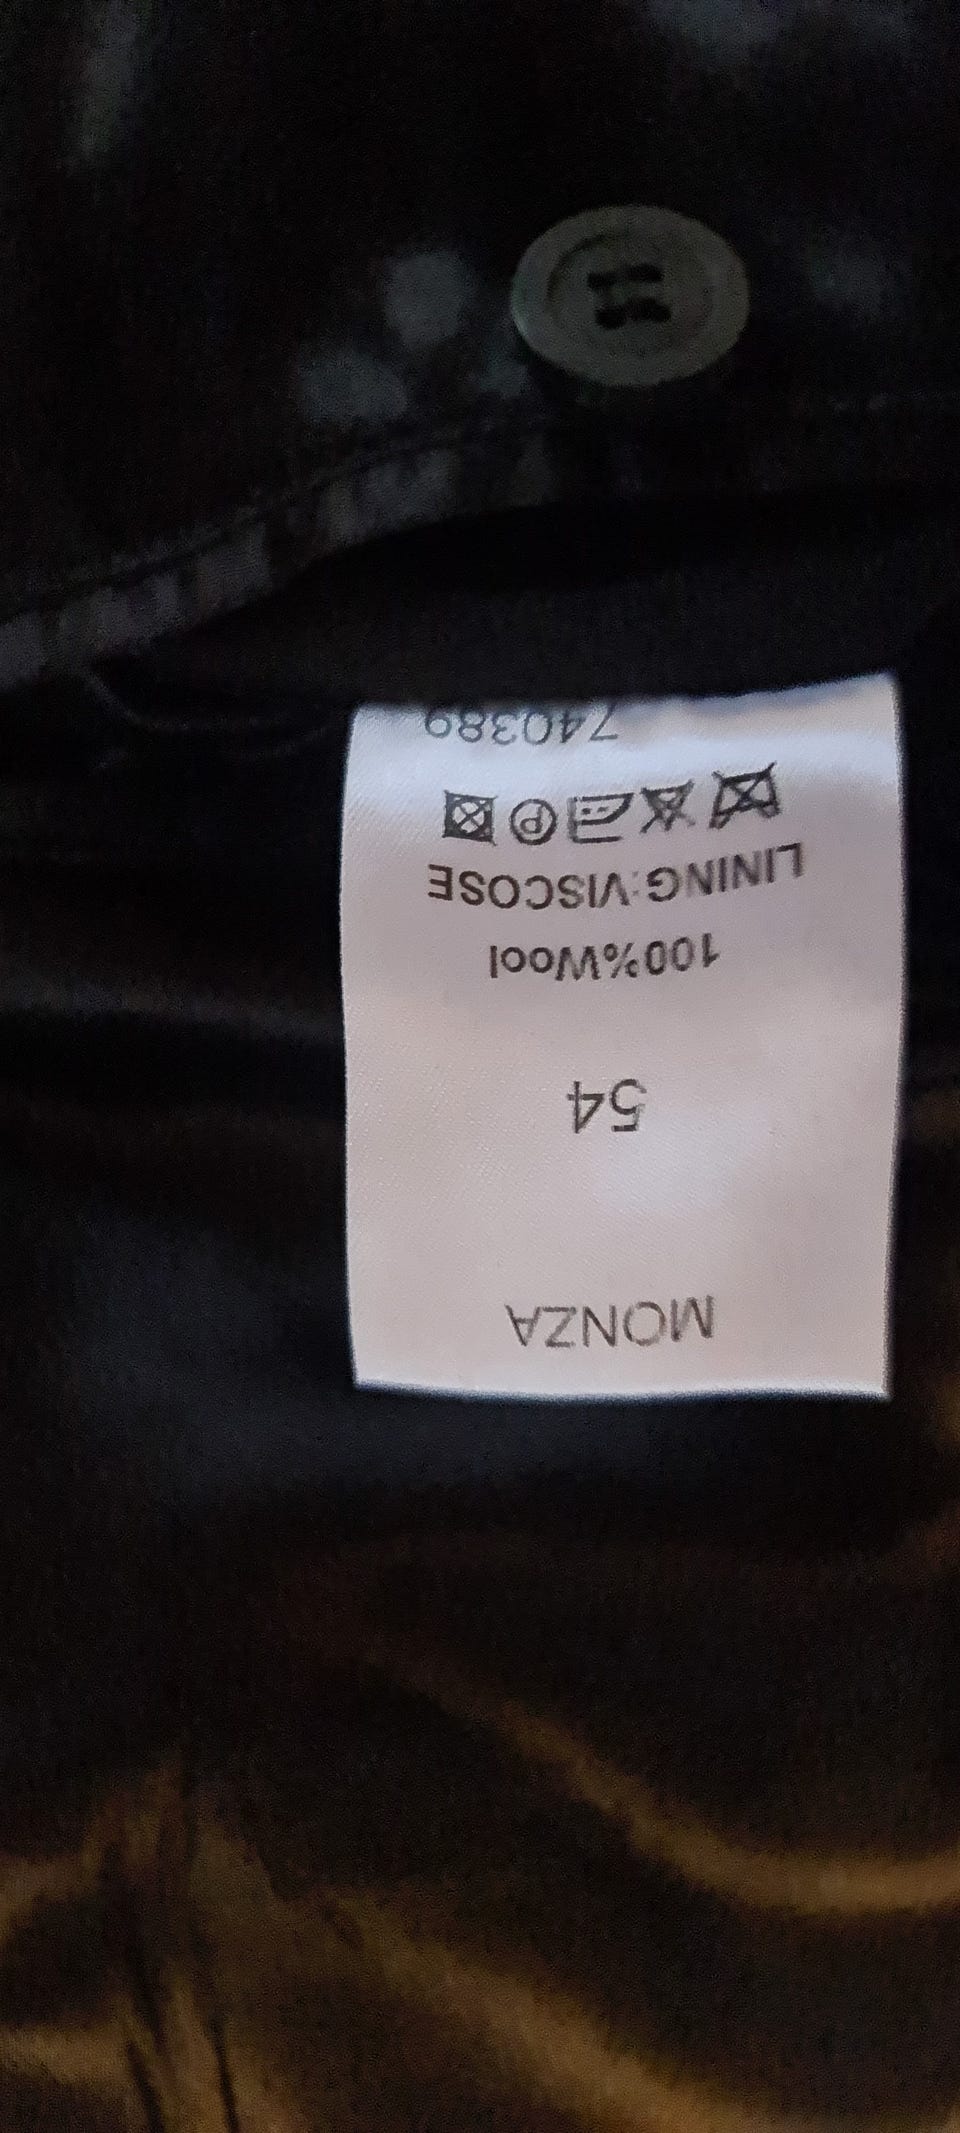 MONZA
54
100%Wool
LINING:VISCOSE
P
740389